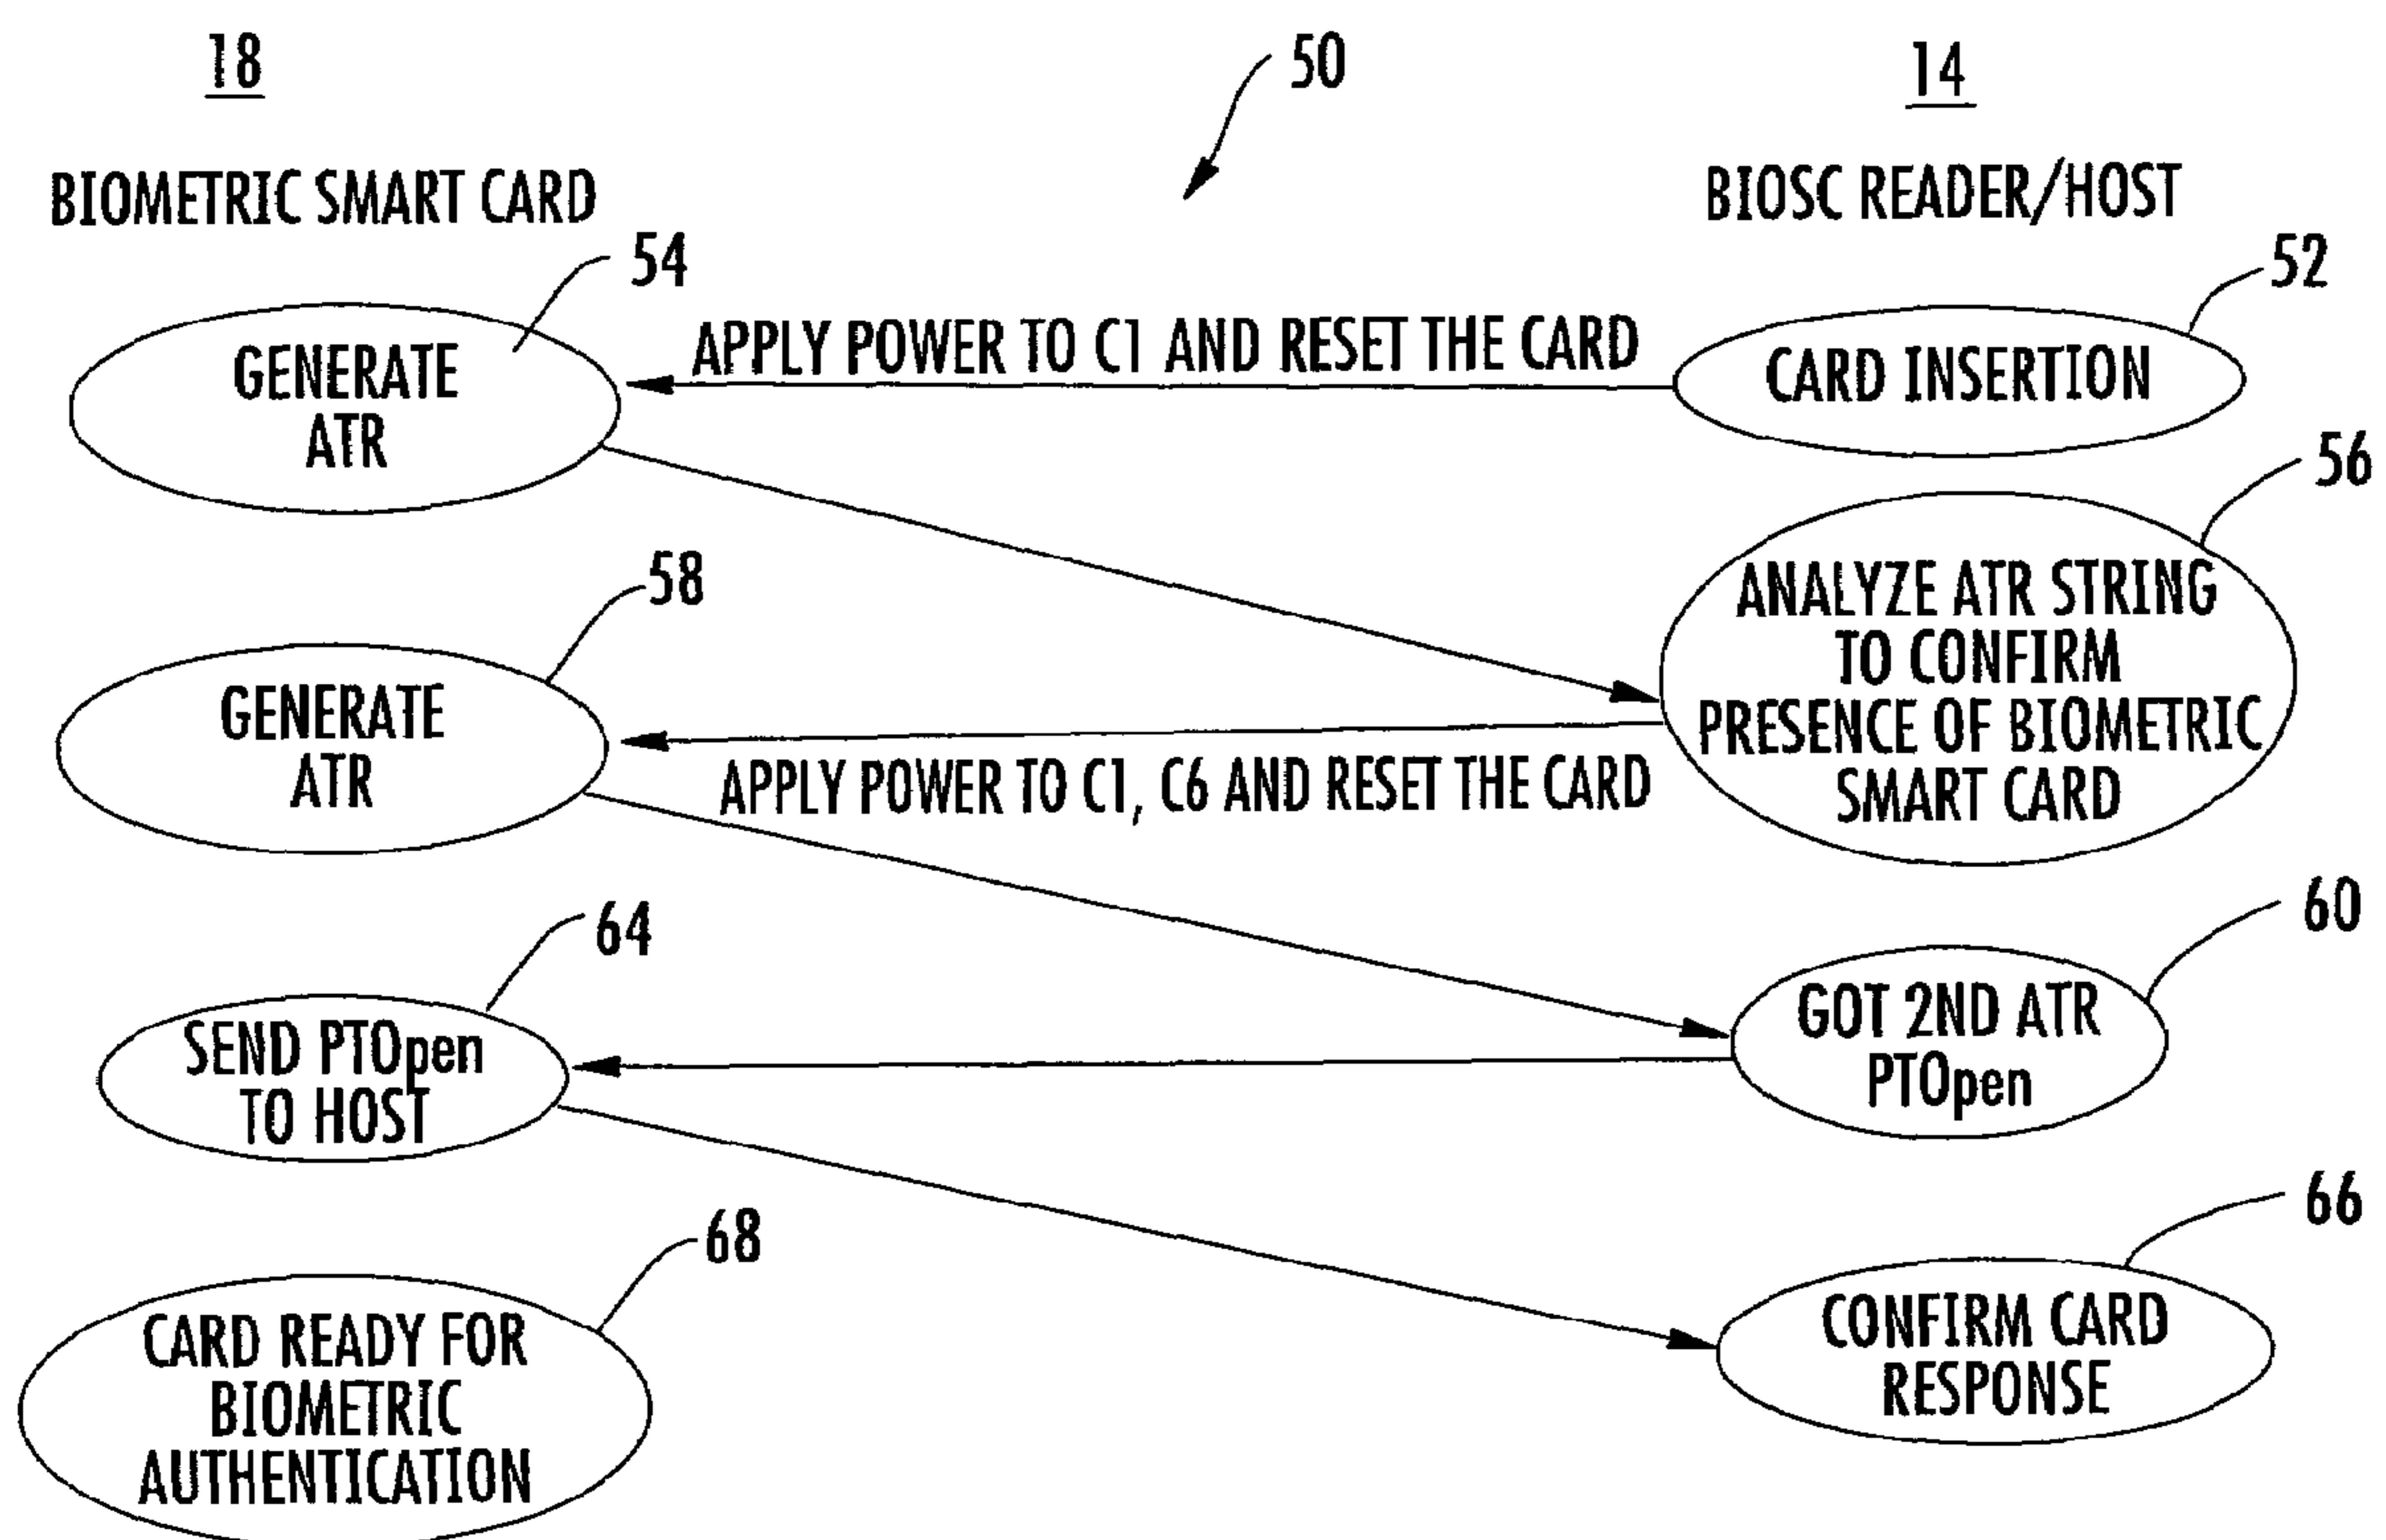 18
50
14
BIOMETRIC SMART CARD
BIOSC READER/HOST
54
52
APPLY POWER TO C1 AND RESET THE CARD
GENERATE
ATR
CARD INSERTION
56
58
ANALYZE ATR STRING
TO CONFIRM
PRESENCE OF BIOMETRIC
SMART CARD
GENERATE
ATR
APPLY POWER TO C1, C6 AND RESET THE CARD
64
60
SEND PTOpen
TO HOST
GOT 2ND ATR
PTOpen
68
66
CARD READY FOR
BIOMETRIC
AUTHENTICATION
CONFIRM CARD
RESPONSE